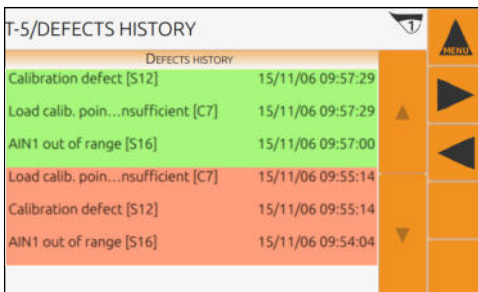 T-5/DEFECTS HISTORY
1
MENU
DEFECTS HISTORY
Calibration defect [S12] 15/11/06 09:57:29
Load calib. poin...nsufficient [C7] 15/11/06 09:57:29
AIN1 out of range [S16] 15/11/06 09:57:00
Load calib. poin...nsufficient [C7] 15/11/06 09:55:14
Calibration defect [S12] 15/11/06 09:55:14
AIN1 out of range [S16] 15/11/06 09:54:04